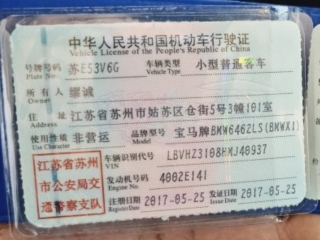 中华人民共和国机动车行驶证
Vehicle License of the People's Republic of China
号牌号码 苏E53V6G 车辆类型 小型普通客车
Plate No. Vehicle Type
所有人 诚
Owner
住址 江苏省苏州市姑苏区仓街5号3幢101室
Address
使用性质 非营运 品牌型号 宝马牌BMW6462LS(BMWX1)
Use Character Model
江苏省苏州市公安局交通警察支队
车辆识别代号 LBVHZ3108HMJ40937
VIN
发动机号码 4002E141
Engine No.
注册日期 2017-05-25 发证日期 2017-05-25
Register Date Issue Date